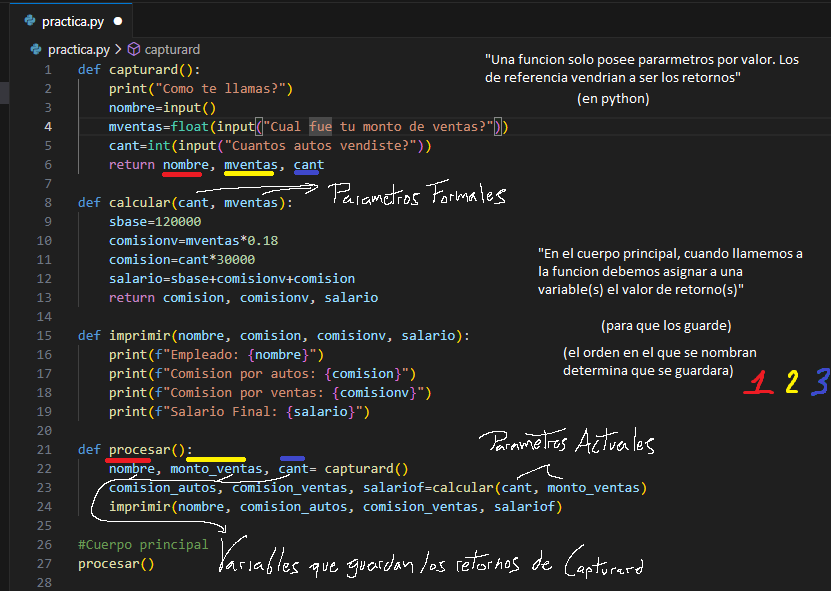 practica.py
practica.py > capturard
1 def capturard():
2     print("Como te llamas?")
3     nombre=input()
4     mventas=float(input("Cual fue tu monto de ventas?"))
5     cant=int(input("Cuantos autos vendiste?"))
6     return nombre, mventas, cant
7
8 def calcular(cant, mventas):
9     sbase=120000
10     comisionv=mventas*0.18
11     comision=cant*30000
12     salario=sbase+comisionv+comision
13     return comision, comisionv, salario
14
15 def imprimir(nombre, comision, comisionv, salario):
16     print(f"Empleado: {nombre}")
17     print(f"Comision por autos: {comision}")
18     print(f"Comision por ventas: {comisionv}")
19     print(f"Salario Final: {salario}")
20
21 def procesar():
22     nombre, monto_ventas, cant= capturard()
23     comision_autos, comision_ventas, salariof=calcular(cant, monto_ventas)
24     imprimir(nombre, comision_autos, comision_ventas, salariof)
25
26 #Cuerpo principal
27 procesar()
28
"Una funcion solo posee parametros por valor. Los
de referencia vendrian a ser los retornos"
(en python)
Parametros Formales
"En el cuerpo principal, cuando llamemos a
la funcion debemos asignar a una
variable(s) el valor de retorno(s)"
(para que los guarde)
(el orden en el que se nombran
determina que se guardara)
1 2 3
Parametros Actuales
Variables que guardan los retornos de Capturard